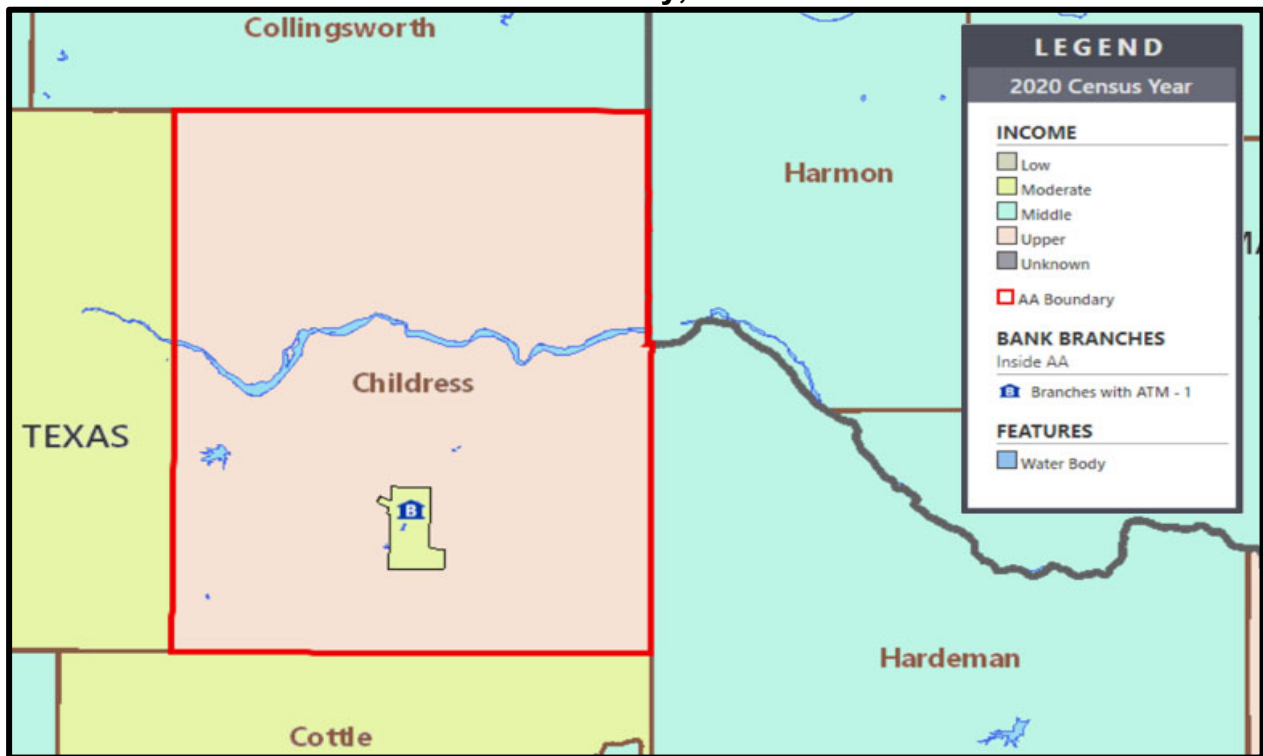 Collingsworth
Harmon
Childress
TEXAS
Hardeman
Cottle
LEGEND
2020 Census Year
INCOME
Low
Moderate
Middle
Upper
Unknown
AA Boundary
BANK BRANCHES
Inside AA
B Branches with ATM - 1
FEATURES
Water Body
B